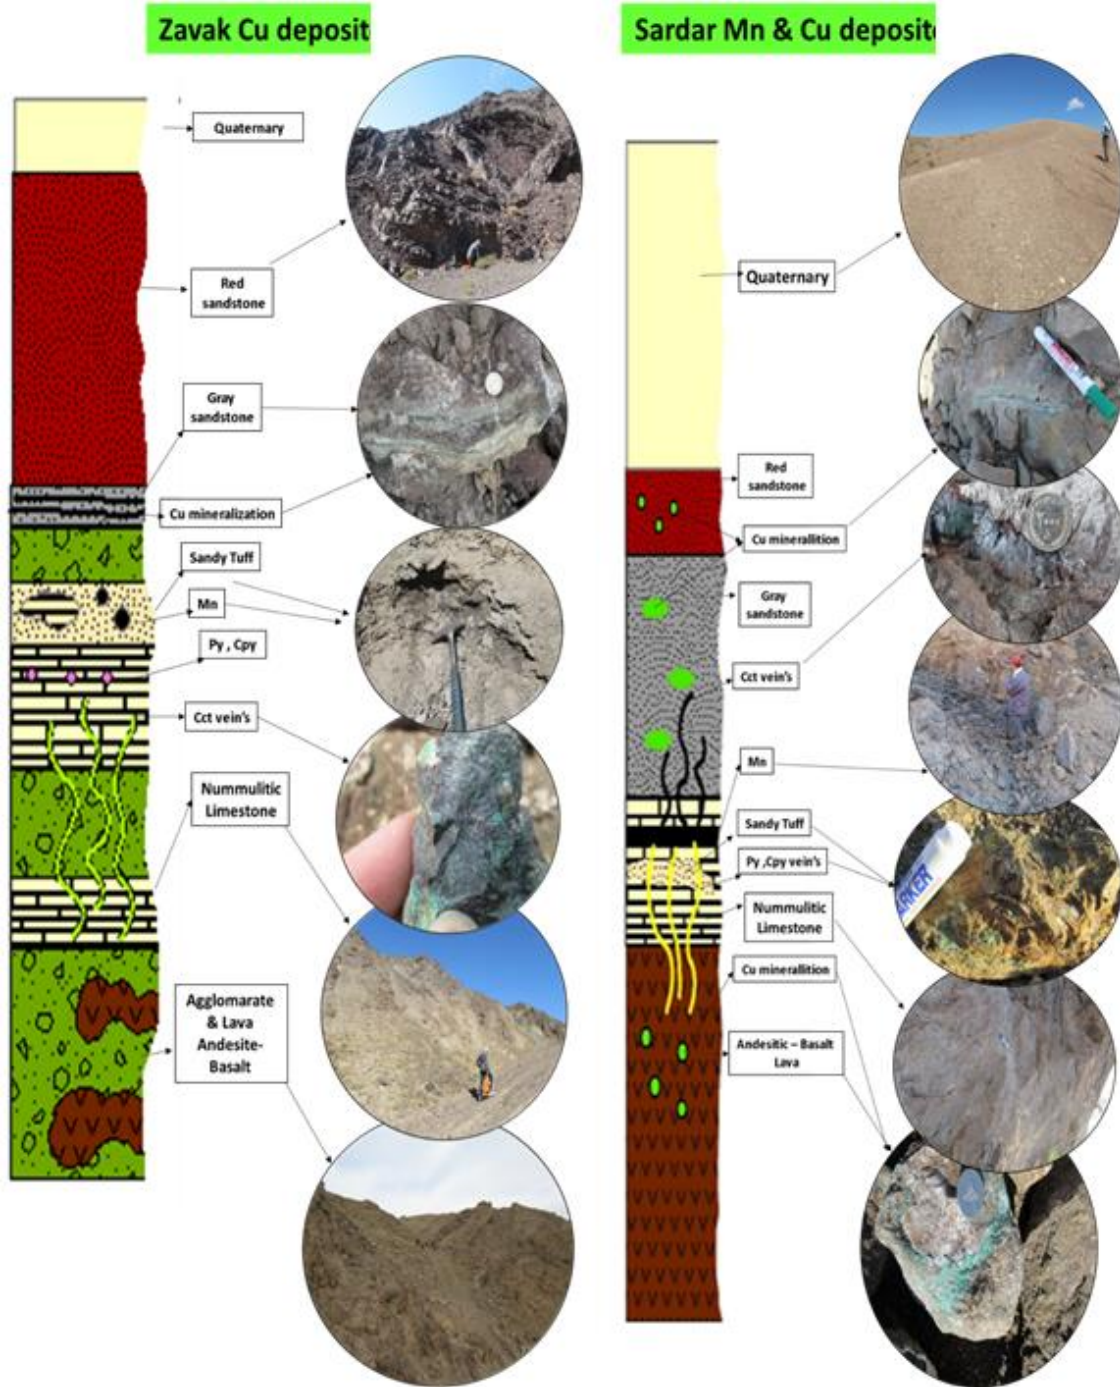 Zavak Cu deposit
Quaternary
Red
sandstone
Gray
sandstone
Cu mineralization
Sandy Tuff
Mn
Py , Cpy
Cct vein's
Nummulitic
Limestone
Agglomarate
& Lava
Andesite-
Basalt
Sardar Mn & Cu deposit
Quaternary
Red
sandstone
Cu minerallition
Gray
sandstone
Cct vein's
Mn
Sandy Tuff
Py ,Cpy vein's
Nummulitic
Limestone
Cu minerallition
Andesitic – Basalt
Lava
ARKER